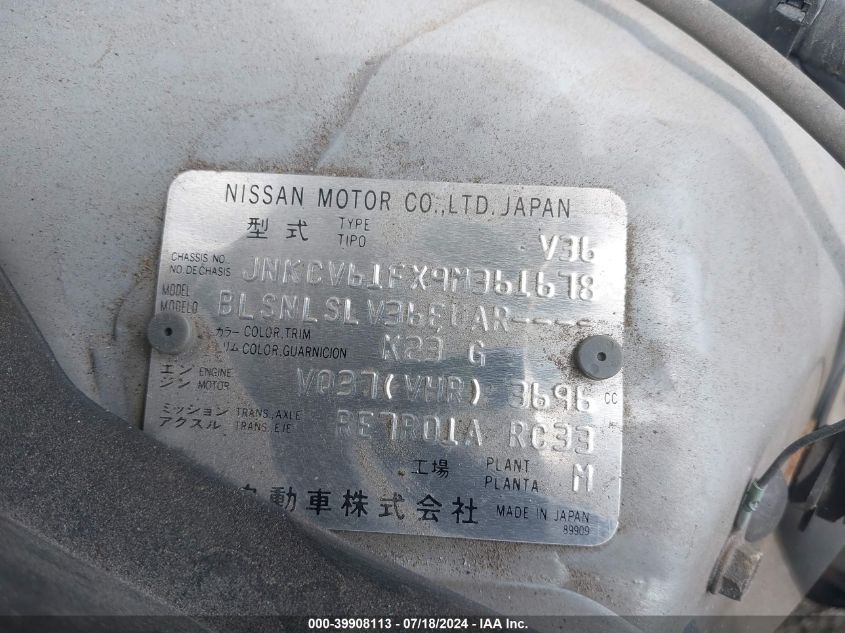 NISSAN MOTOR CO.,LTD.JAPAN
型式 TYPE TIPO V36
CHASSIS NO. NO.DE CHASIS JNKCV61FX9M361678
MODEL MODELO BLSNLSLV36EUAR----
カラー COLOR,TRIM
リム COLOR,GUARNICION K23 G
エンジン ENGINE MOTOR VQ37(VHR) 3696 CC
ミッション TRANS.,AXLE
アクスル TRANS.,EJE RE7R01A RC33
工場 PLANT PLANTA M
自動車株式会社 MADE IN JAPAN
89909
000-39908113 - 07/18/2024 - IAA Inc.